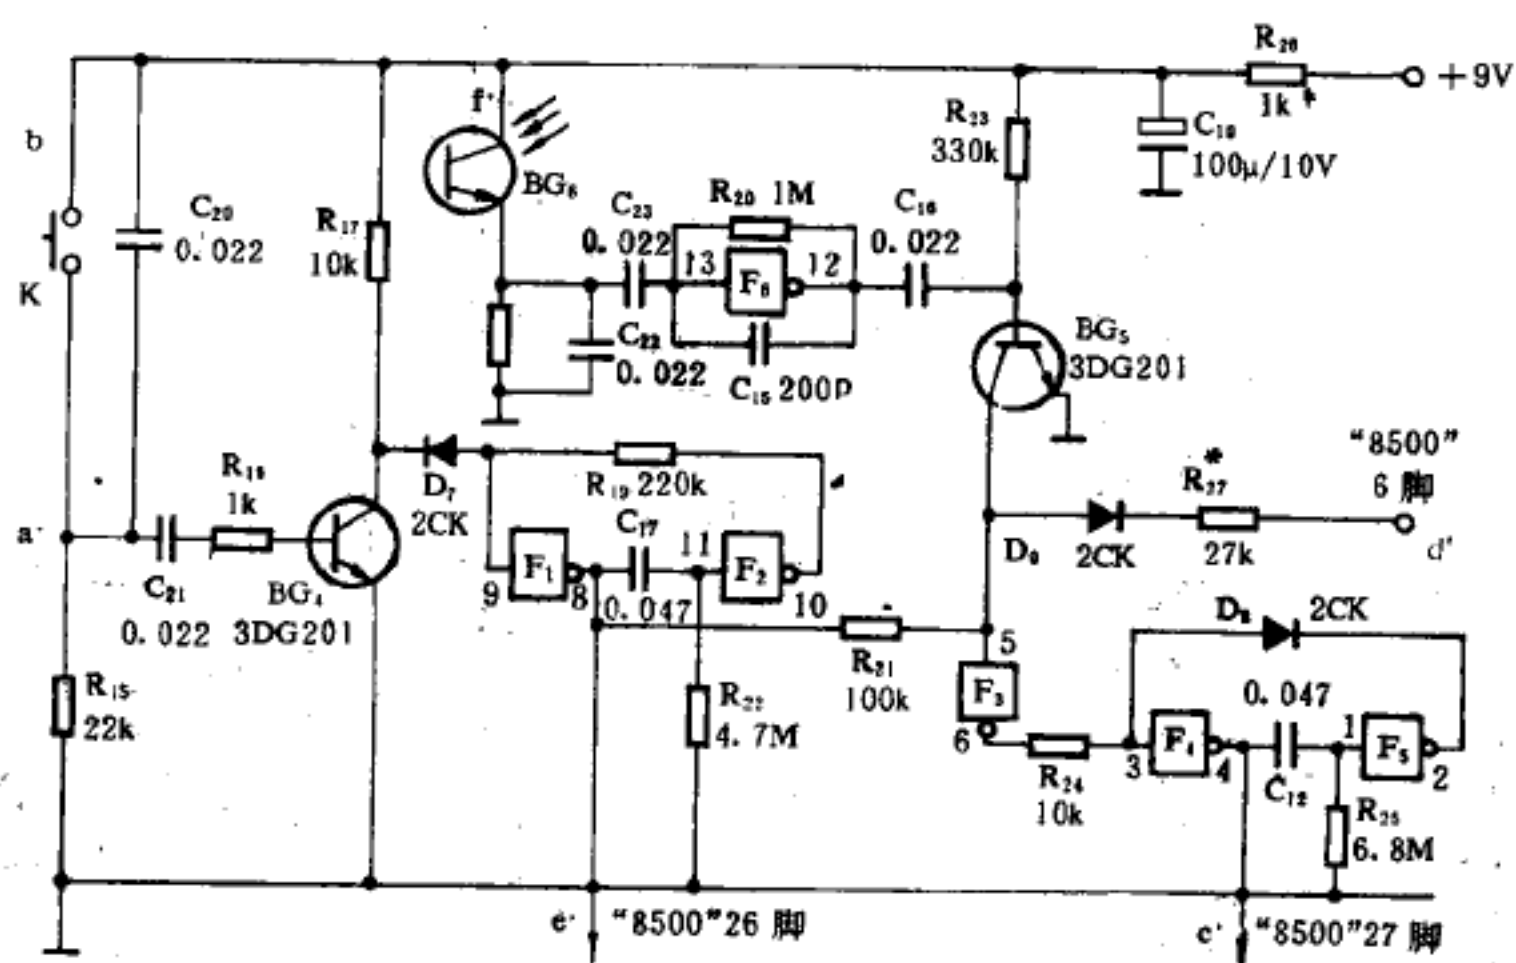 R₂₆
+9V
1k
f'
b
R₂₃
330k
C₁₈
100μ/10V
BG₆
R₂₀ 1M
C₂₀
0.022
R₁₇
10k
C₂₃
0.022
C₁₆
0.022
13
F₆
12
K
C₂₂
0.022
C₁₅ 200p
BG₅
3DG201
"8500"
6 脚
R₂₇*
27k
d'
D₉
2CK
R₁₆
1k
D₇
2CK
R₁₉ 220k
C₁₇
0.047
11
F₁
F₂
9
8
10
a'
C₂₁
0.022
BG₄
3DG201
R₁₅
22k
R₂₂
4.7M
R₂₁
100k
5
F₃
6
D₈
2CK
0.047
R₂₄
10k
3
F₄
4
C₁₂
1
F₅
2
R₂₅
6.8M
e'
"8500"26 脚
c'
"8500"27 脚